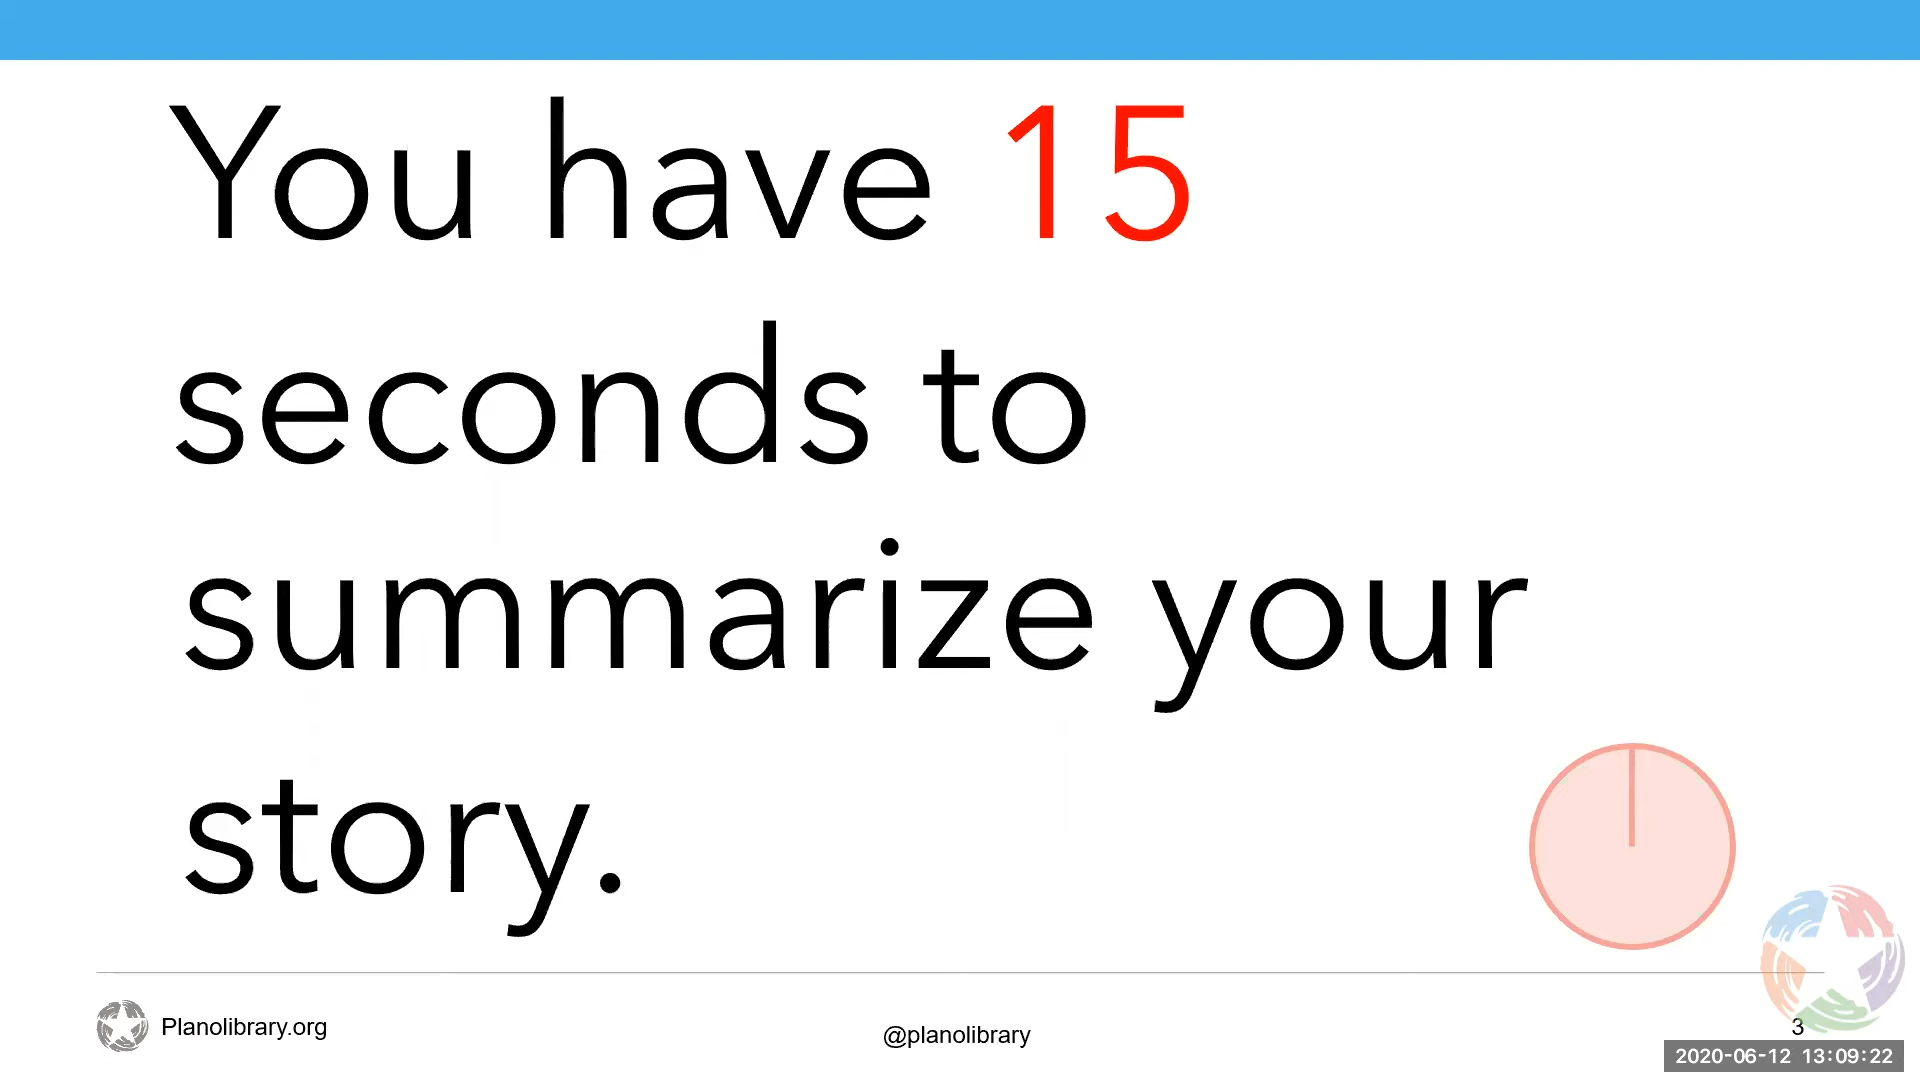 You have 15
seconds to
summarize your
story.
Planolibrary.org
@planolibrary
3
2020-06-12 13:09:22